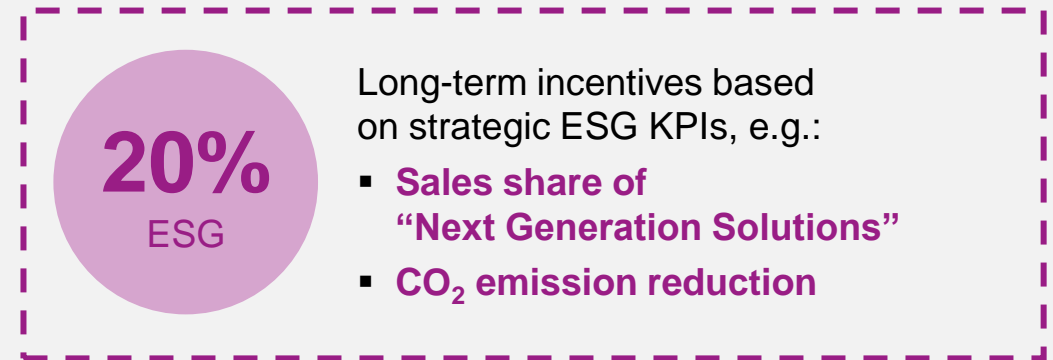 20%
ESG
Long-term incentives based
on strategic ESG KPIs, e.g.:
▪ Sales share of
“Next Generation Solutions”
▪ CO₂ emission reduction